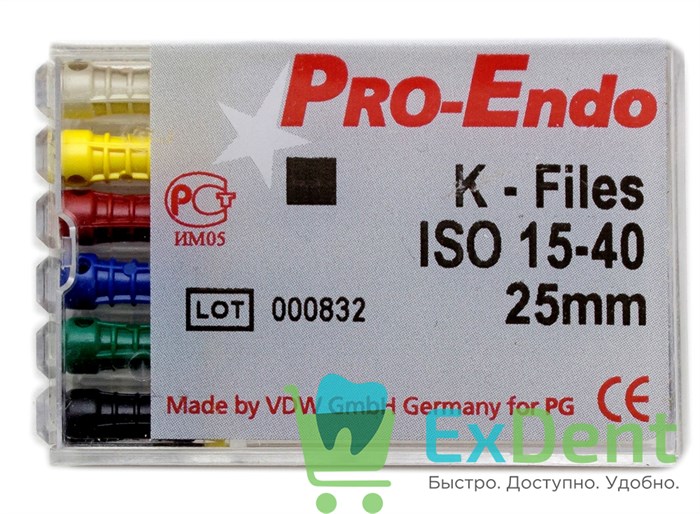 PRO-Endo
K - Files
РСТ
ИМ05
ISO 15-40
25mm
LOT 000832
Made by VDW GmbH Germany for PG CE
ExDent
Быстро. Доступно. Удобно.